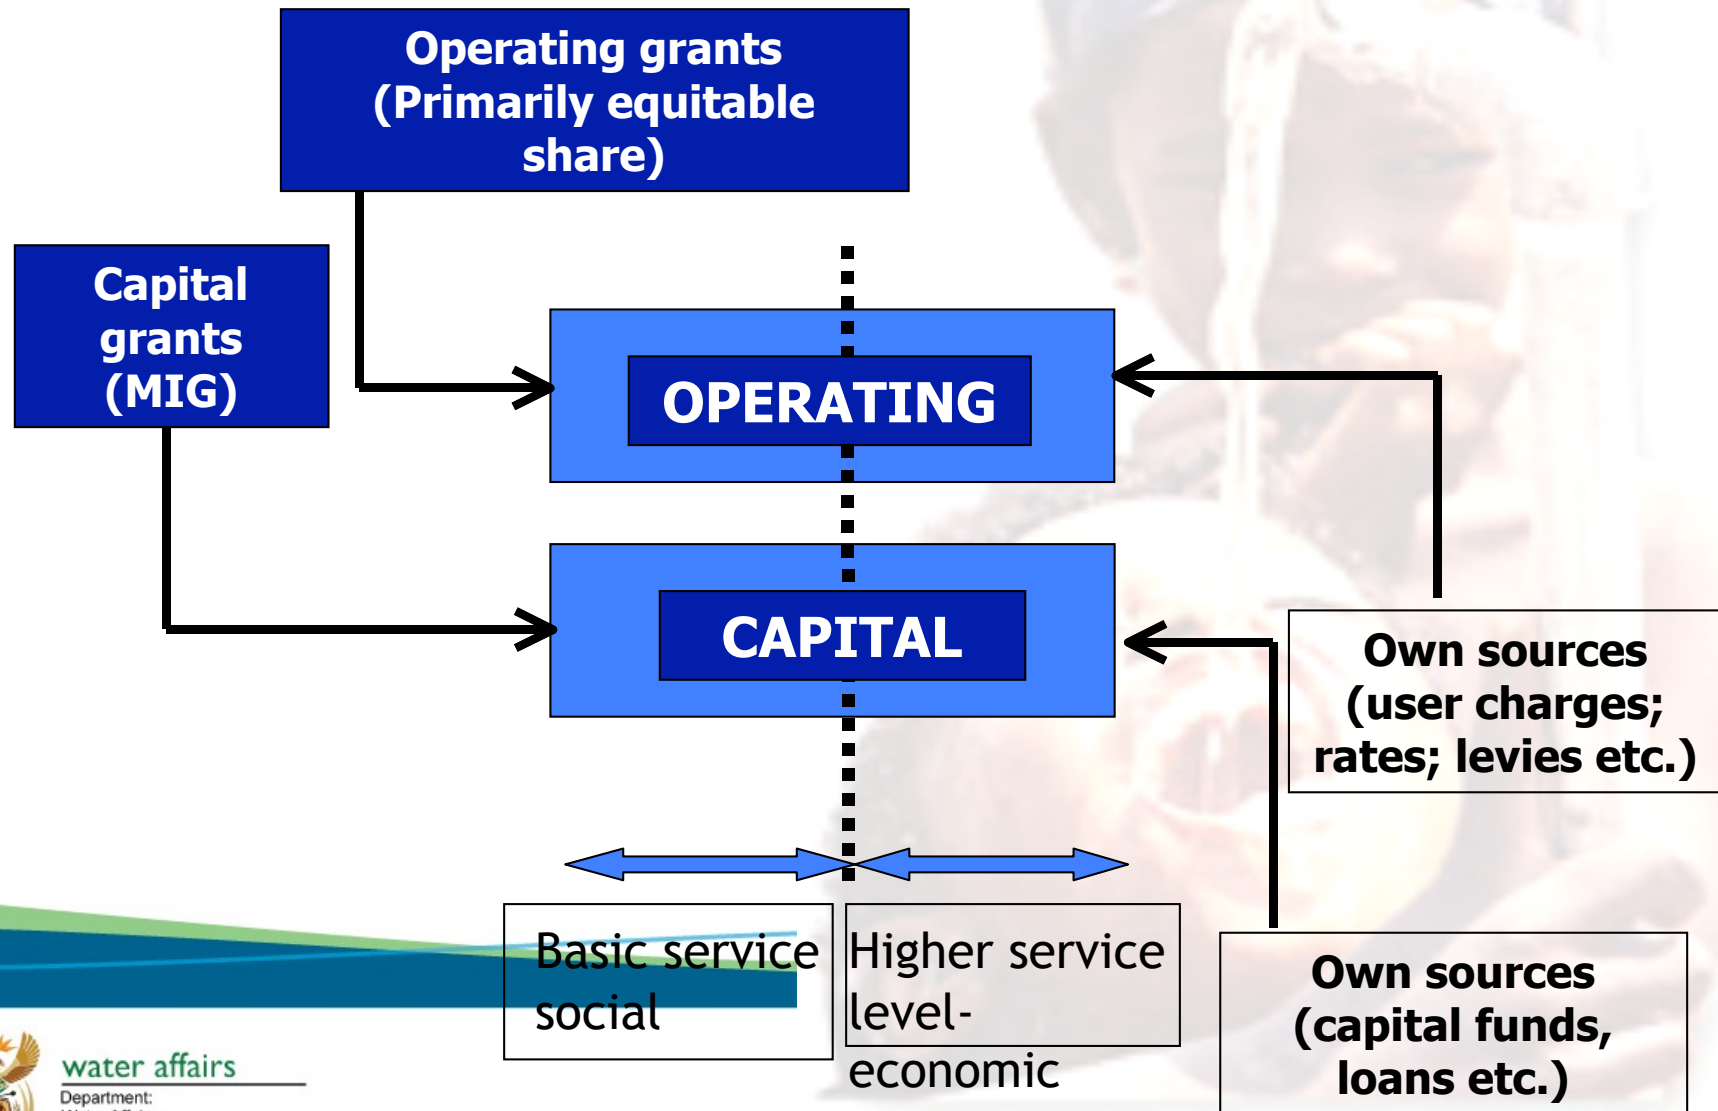 Operating grants
(Primarily equitable
share)
Capital
grants
(MIG)
OPERATING
CAPITAL
Own sources
(user charges;
rates; levies etc.)
Basic service
social
Higher service
level-
economic
Own sources
(capital funds,
loans etc.)
water affairs
Department: